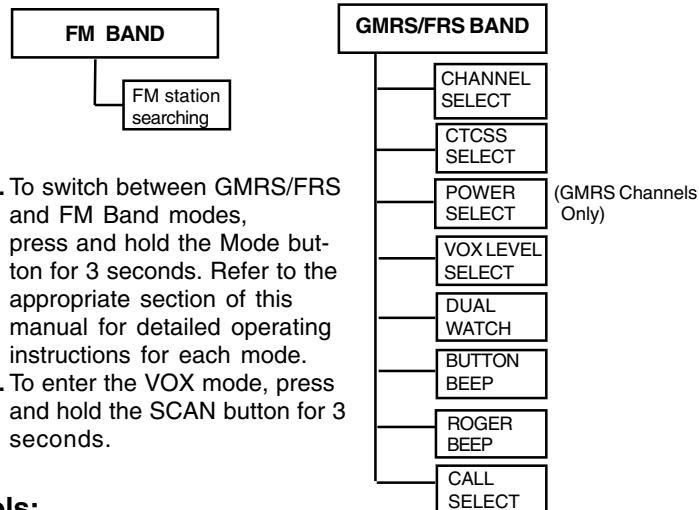 FM BAND
FM station
searching
GMRS/FRS BAND
CHANNEL
SELECT
CTCSS
SELECT
POWER
SELECT
(GMRS Channels
Only)
VOX LEVEL
SELECT
DUAL
WATCH
BUTTON
BEEP
ROGER
BEEP
CALL
SELECT
. To switch between GMRS/FRS
and FM Band modes,
press and hold the Mode but-
ton for 3 seconds. Refer to the
appropriate section of this
manual for detailed operating
instructions for each mode.
. To enter the VOX mode, press
and hold the SCAN button for 3
seconds.